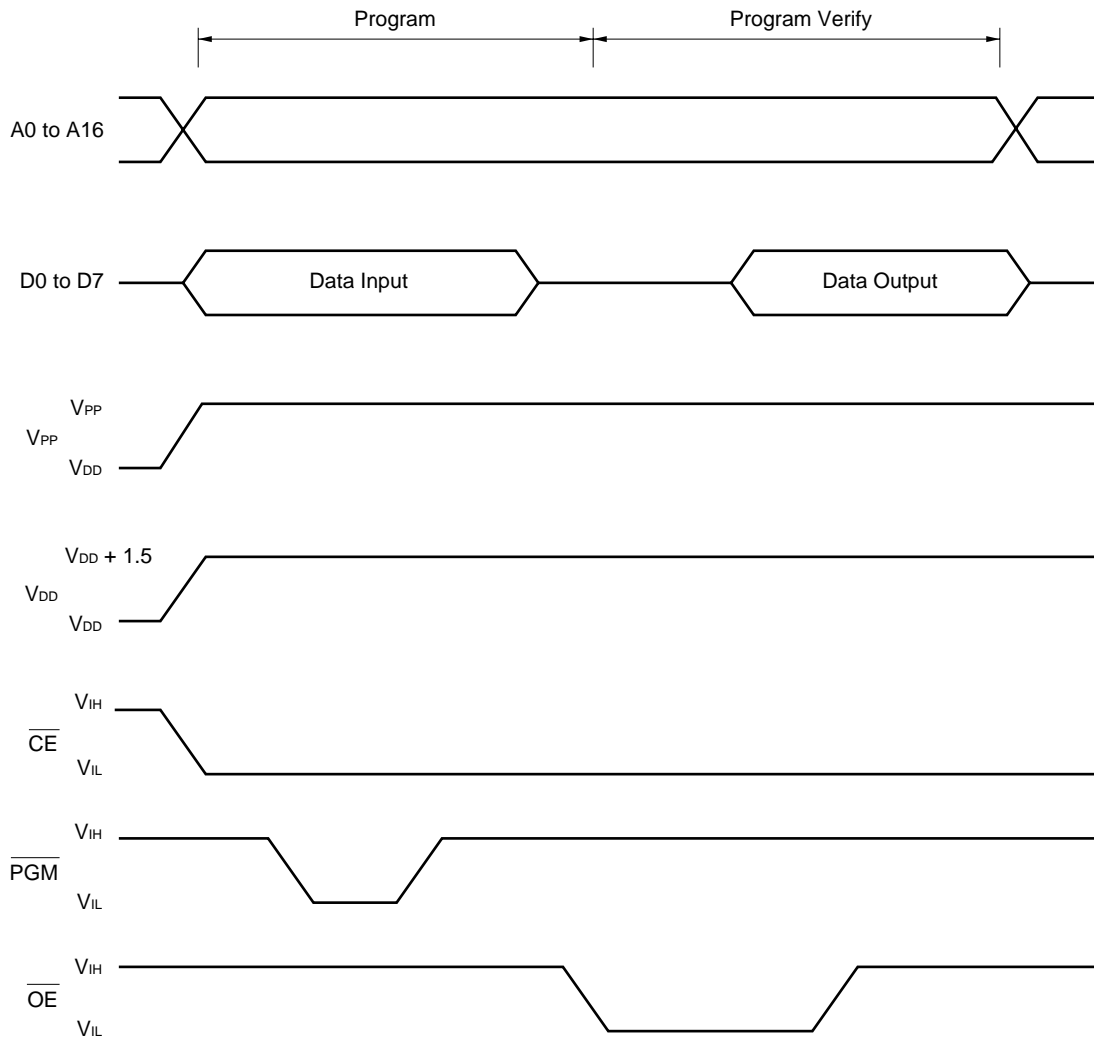 Program Program Verify
A0 to A16
D0 to D7 Data Input Data Output
VPP
VPP
VDD
VDD + 1.5
VDD
VDD
VIH
CE
VIL
VIH
PGM
VIL
VIH
OE
VIL